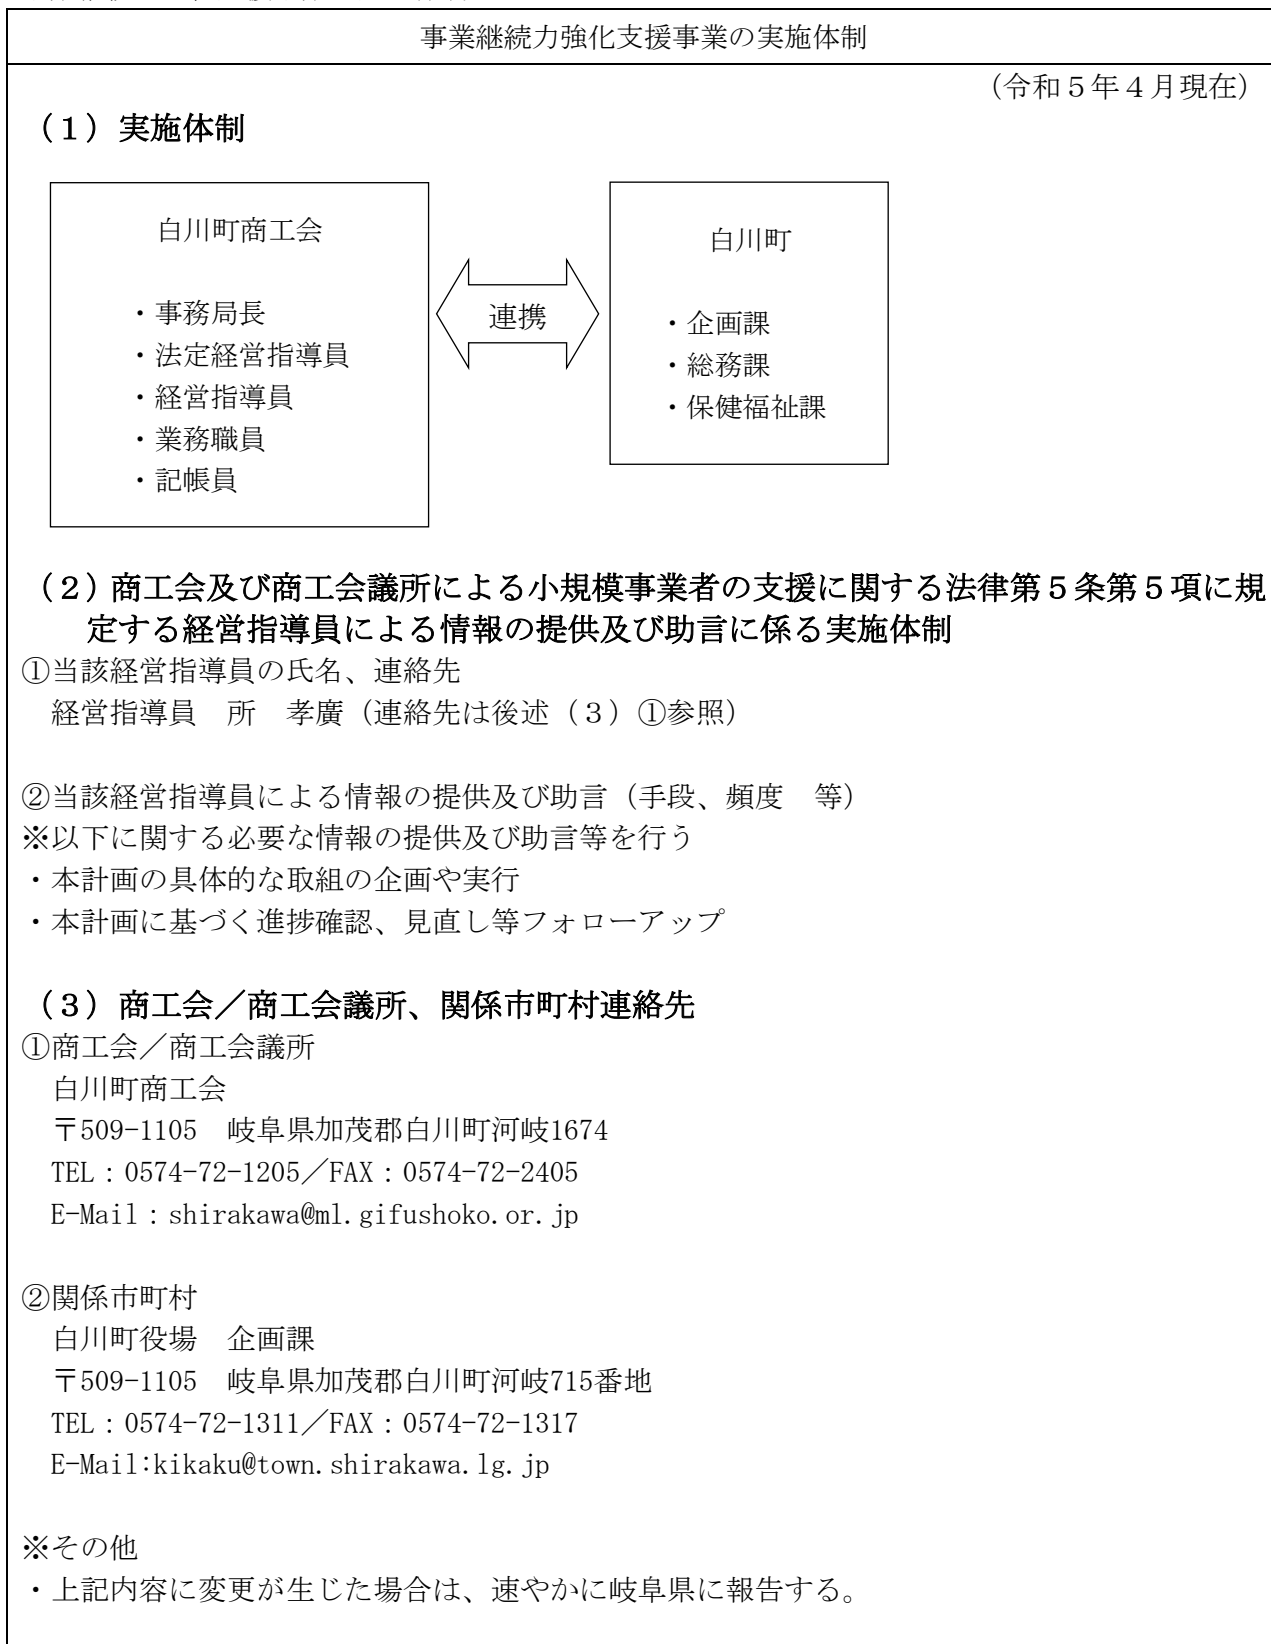 事業継続力強化支援事業の実施体制
(令和5年4月現在)
(1)実施体制
白川町商工会
・事務局長
・法定経営指導員
・経営指導員
・業務職員
・記帳員
連携
白川町
・企画課
・総務課
・保健福祉課
(2)商工会及び商工会議所による小規模事業者の支援に関する法律第5条第5項に規
定する経営指導員による情報の提供及び助言に係る実施体制
①当該経営指導員の氏名、連絡先
経営指導員 所 孝廣(連絡先は後述(3)①参照)
②当該経営指導員による情報の提供及び助言(手段、頻度 等)
※以下に関する必要な情報の提供及び助言等を行う
・本計画の具体的な取組の企画や実行
・本計画に基づく進捗確認、見直し等フォローアップ
(3)商工会/商工会議所、関係市町村連絡先
①商工会/商工会議所
白川町商工会
〒509-1105 岐阜県加茂郡白川町河岐1674
TEL:0574-72-1205/FAX:0574-72-2405
E-Mail:shirakawa@ml.gifushoko.or.jp
②関係市町村
白川町役場 企画課
〒509-1105 岐阜県加茂郡白川町河岐715番地
TEL:0574-72-1311/FAX:0574-72-1317
E-Mail:kikaku@town.shirakawa.lg.jp
※その他
・上記内容に変更が生じた場合は、速やかに岐阜県に報告する。